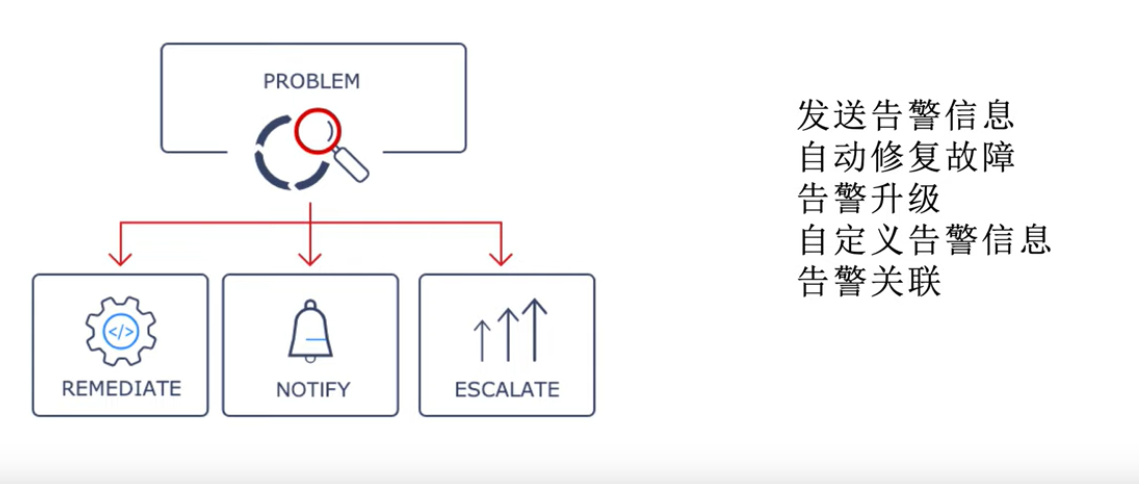 PROBLEM
</>
REMEDIATE
NOTIFY
ESCALATE
发送告警信息
自动修复故障
告警升级
自定义告警信息
告警关联